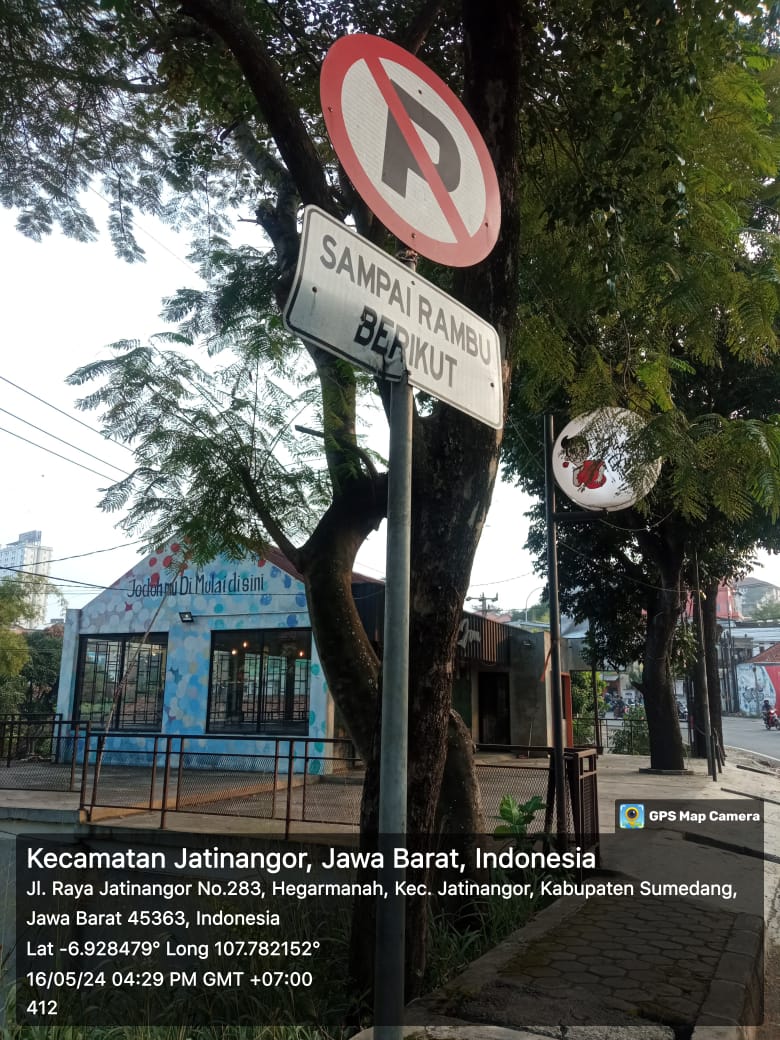 P
SAMPAI RAMBU
BERIKUT
Jodoh mu Di Mulai disini
GPS Map Camera
Kecamatan Jatinangor, Jawa Barat, Indonesia
Jl. Raya Jatinangor No.283, Hegarmanah, Kec. Jatinangor, Kabupaten Sumedang,
Jawa Barat 45363, Indonesia
Lat -6.928479° Long 107.782152°
16/05/24 04:29 PM GMT +07:00
412